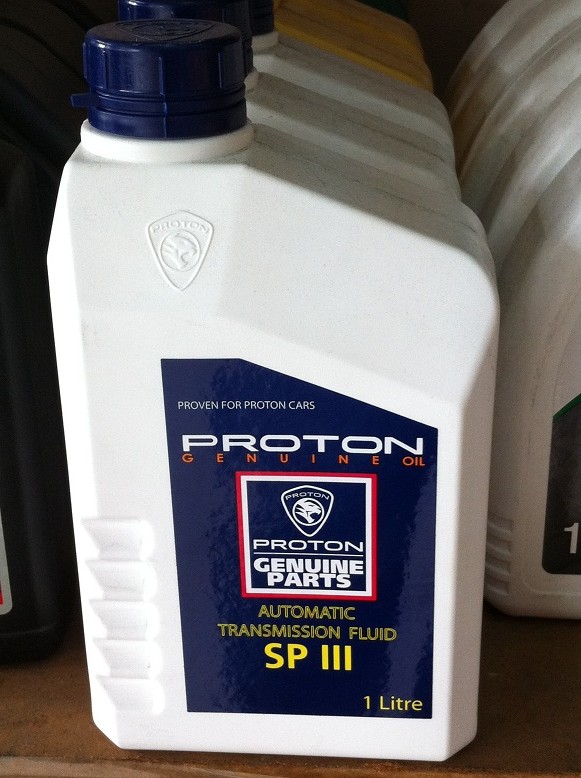 PROTON
PROVEN FOR PROTON CARS
PROTON
GENUINE OIL
PROTON
PROTON
GENUINE
PARTS
AUTOMATIC
TRANSMISSION FLUID
SP III
1 Litre
1